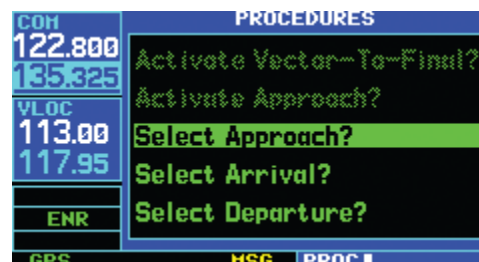 COM
PROCEDURES
122.800
135.325
Activate Vector-To-Final?
Activate Approach?
VLOC
113.00
117.95
Select Approach?
Select Arrival?
ENR
Select Departure?
GPS
MSG
PROC